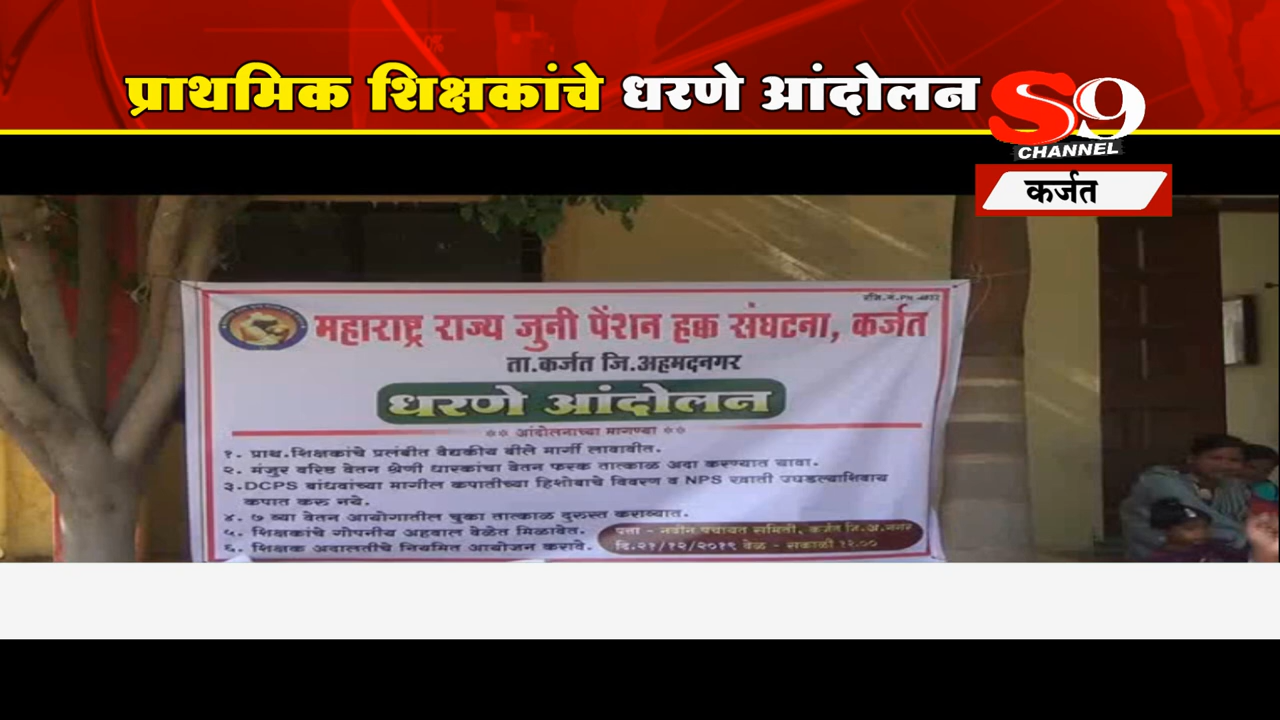 प्राथमिक शिक्षकांचे धरणे आंदोलन
S9
CHANNEL
कर्जत
महाराष्ट्र राज्य जुनी पेंशन हक्क संघटना, कर्जत
ता.कर्जत जि.अहमदनगर
धरणे आंदोलन
आंदोलनाच्या मागण्या
१. प्राथ.शिक्षकांचे प्रलंबीत वैद्यकीय बीले मार्गी लावावीत.
२. मंजुर वरिष्ठ वेतन श्रेणी धारकांचा वेतन फरक तात्काळ अदा करण्यात यावा.
३. DCPS बांधवांच्या मागील कपातीच्या हिशोबाचे विवरण व NPS खाती उघडल्याशिवाय
कपात करु नये.
४. ७ व्या वेतन आयोगातील चुका तात्काळ दुरुस्त कराव्यात.
५. शिक्षकांचे गोपनीय अहवाल वेळेत मिळावेत.
६. शिक्षक अदालतीचे नियमित आयोजन करावे.
पत्ता - नवीन पंचायत समिती, कर्जत जि.अ.नगर
दि.२१/१२/२०१९ वेळ - सकाळी १२.००